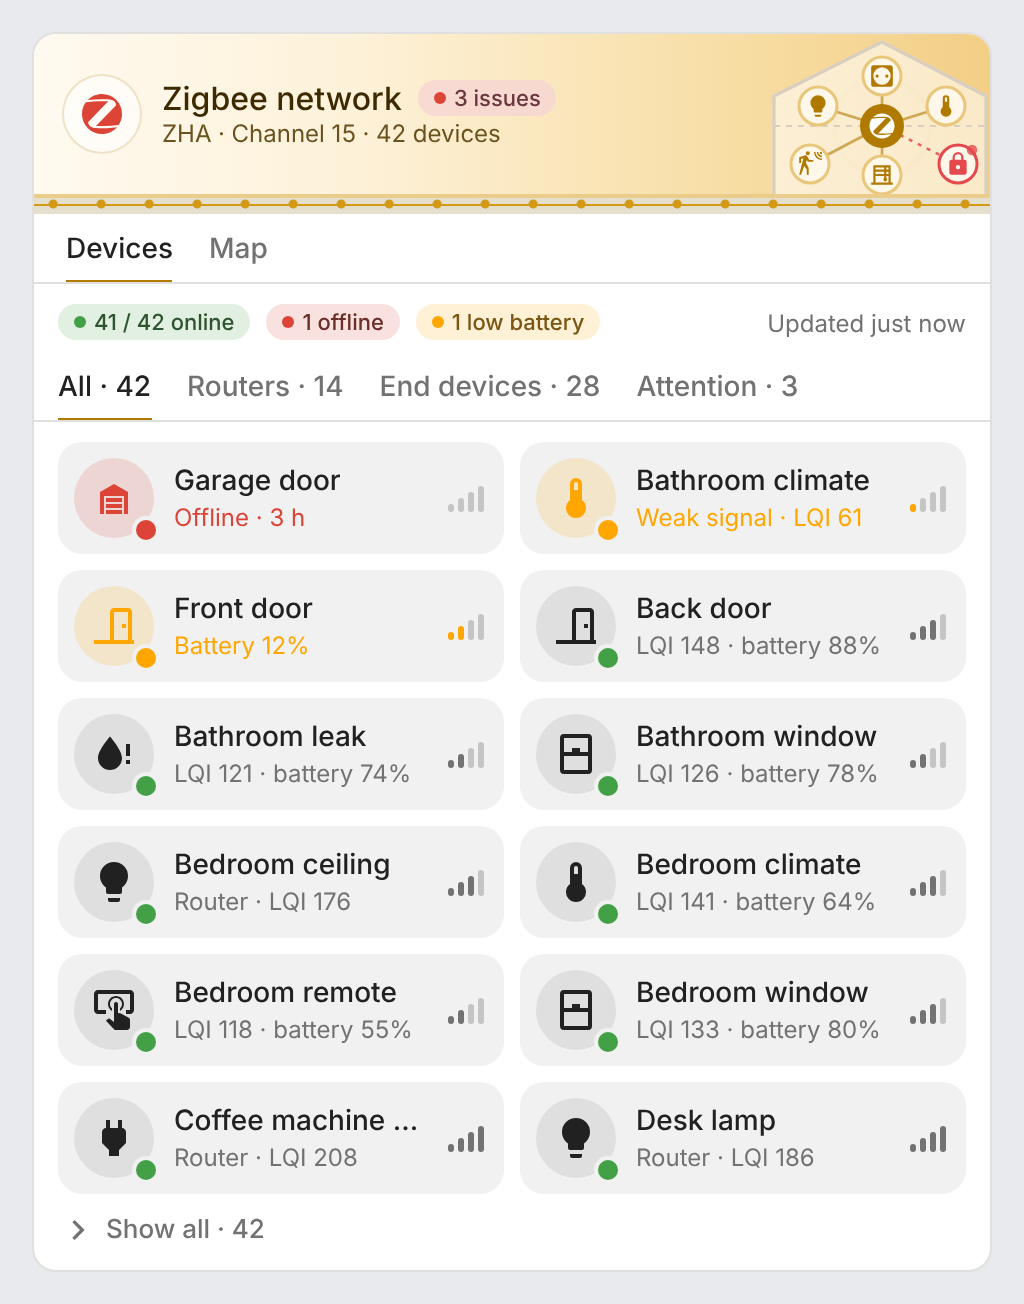 Zigbee network
3 issues
ZHA · Channel 15 · 42 devices
Devices
Map
41 / 42 online
1 offline
1 low battery
Updated just now
All · 42
Routers · 14
End devices · 28
Attention · 3
Garage door
Offline · 3 h
Bathroom climate
Weak signal · LQI 61
Front door
Battery 12%
Back door
LQI 148 · battery 88%
Bathroom leak
LQI 121 · battery 74%
Bathroom window
LQI 126 · battery 78%
Bedroom ceiling
Router · LQI 176
Bedroom climate
LQI 141 · battery 64%
Bedroom remote
LQI 118 · battery 55%
Bedroom window
LQI 133 · battery 80%
Coffee machine ...
Router · LQI 208
Desk lamp
Router · LQI 186
Show all · 42